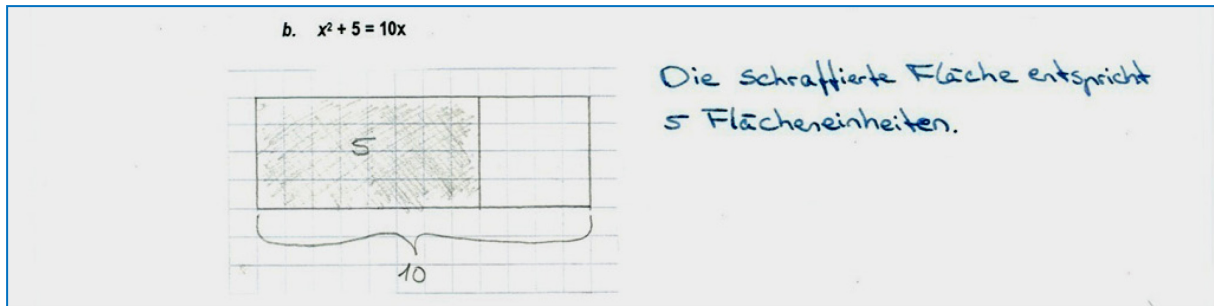 b. x² + 5 = 10x
Die schraffierte Fläche entspricht
5 Flächeneinheiten.
5
10